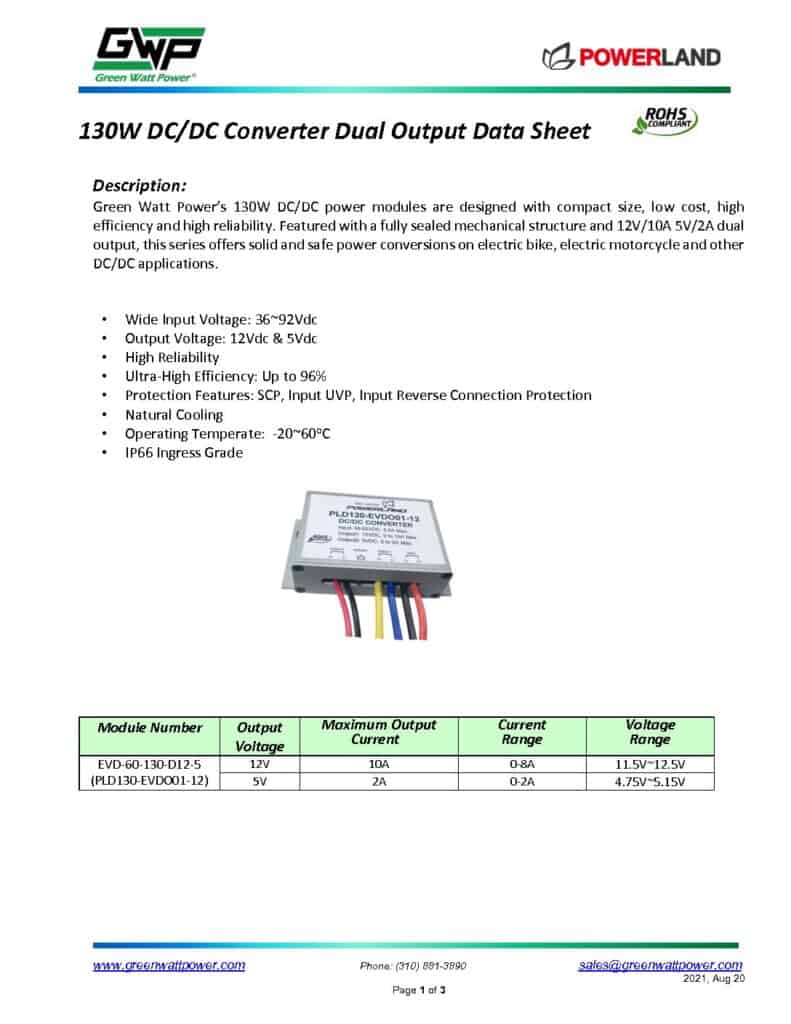 GWP
Green Watt Power®
POWERLAND
130W DC/DC Converter Dual Output Data Sheet
ROHS
COMPLIANT
Description:
Green Watt Power’s 130W DC/DC power modules are designed with compact size, low cost, high
efficiency and high reliability. Featured with a fully sealed mechanical structure and 12V/10A 5V/2A dual
output, this series offers solid and safe power conversions on electric bike, electric motorcycle and other
DC/DC applications.
• Wide Input Voltage: 36~92Vdc
• Output Voltage: 12Vdc & 5Vdc
• High Reliability
• Ultra-High Efficiency: Up to 96%
• Protection Features: SCP, Input UVP, Input Reverse Connection Protection
• Natural Cooling
• Operating Temperate: -20~60°C
• IP66 Ingress Grade
POWERLAND
PLD130-EVDO01-12
DC/DC CONVERTER
Module Number Output Voltage Maximum Output Current Current Range Voltage Range
EVD-60-130-D12-5 12V 10A 0-8A 11.5V~12.5V
(PLD130-EVDO01-12) 5V 2A 0-2A 4.75V~5.15V
www.greenwattpower.com Phone: (310) 881-3890 sales@greenwattpower.com
2021, Aug 20
Page 1 of 3